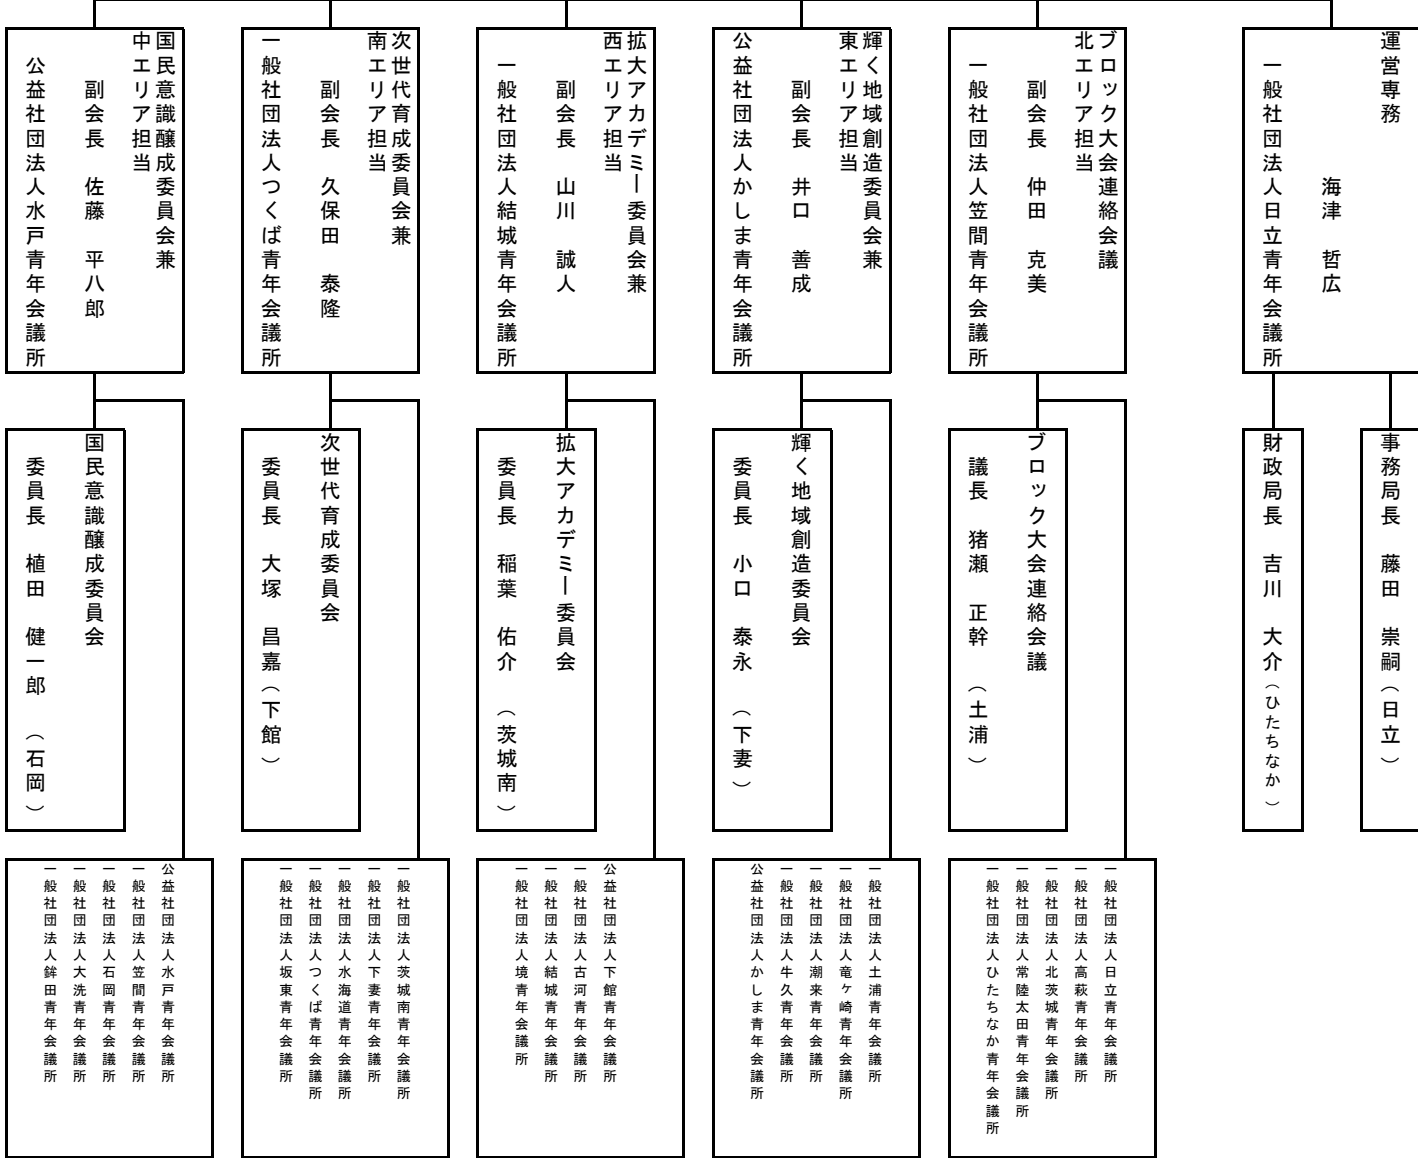 運営専務
海津 哲広
一般社団法人日立青年会議所
ブロック大会連絡会議
北エリア担当
副会長 仲田 克美
一般社団法人笠間青年会議所
輝く地域創造委員会兼
東エリア担当
副会長 井口 善成
公益社団法人かしま青年会議所
拡大アカデミー委員会兼
西エリア担当
副会長 山川 誠人
一般社団法人結城青年会議所
次世代育成委員会兼
南エリア担当
副会長 久保田 泰隆
一般社団法人つくば青年会議所
国民意識醸成委員会兼
中エリア担当
副会長 佐藤 平八郎
公益社団法人水戸青年会議所
事務局長 藤田 崇嗣(日立)
財政局長 吉川 大介(ひたちなか)
ブロック大会連絡会議
議長 猪瀬 正幹 (土浦)
輝く地域創造委員会
委員長 小口 泰永 (下妻)
拡大アカデミー委員会
委員長 稲葉 佑介 (茨城南)
次世代育成委員会
委員長 大塚 昌嘉(下館)
国民意識醸成委員会
委員長 植田 健一郎 (石岡)
一般社団法人日立青年会議所
一般社団法人高萩青年会議所
一般社団法人北茨城青年会議所
一般社団法人常陸太田青年会議所
一般社団法人ひたちなか青年会議所
一般社団法人土浦青年会議所
一般社団法人竜ヶ崎青年会議所
一般社団法人潮来青年会議所
一般社団法人牛久青年会議所
公益社団法人かしま青年会議所
公益社団法人下館青年会議所
一般社団法人古河青年会議所
一般社団法人結城青年会議所
一般社団法人境青年会議所
一般社団法人茨城南青年会議所
一般社団法人下妻青年会議所
一般社団法人水海道青年会議所
一般社団法人つくば青年会議所
一般社団法人坂東青年会議所
公益社団法人水戸青年会議所
一般社団法人笠間青年会議所
一般社団法人石岡青年会議所
一般社団法人大洗青年会議所
一般社団法人鉾田青年会議所